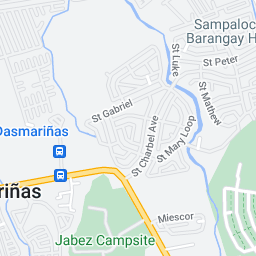 Sampaloc
Barangay H
St Luke
St Peter
St Gabriel
St Mathew
Dasmariñas
St Charbel Ave
St Mary Loop
riñas
Miescor
Jabez Campsite